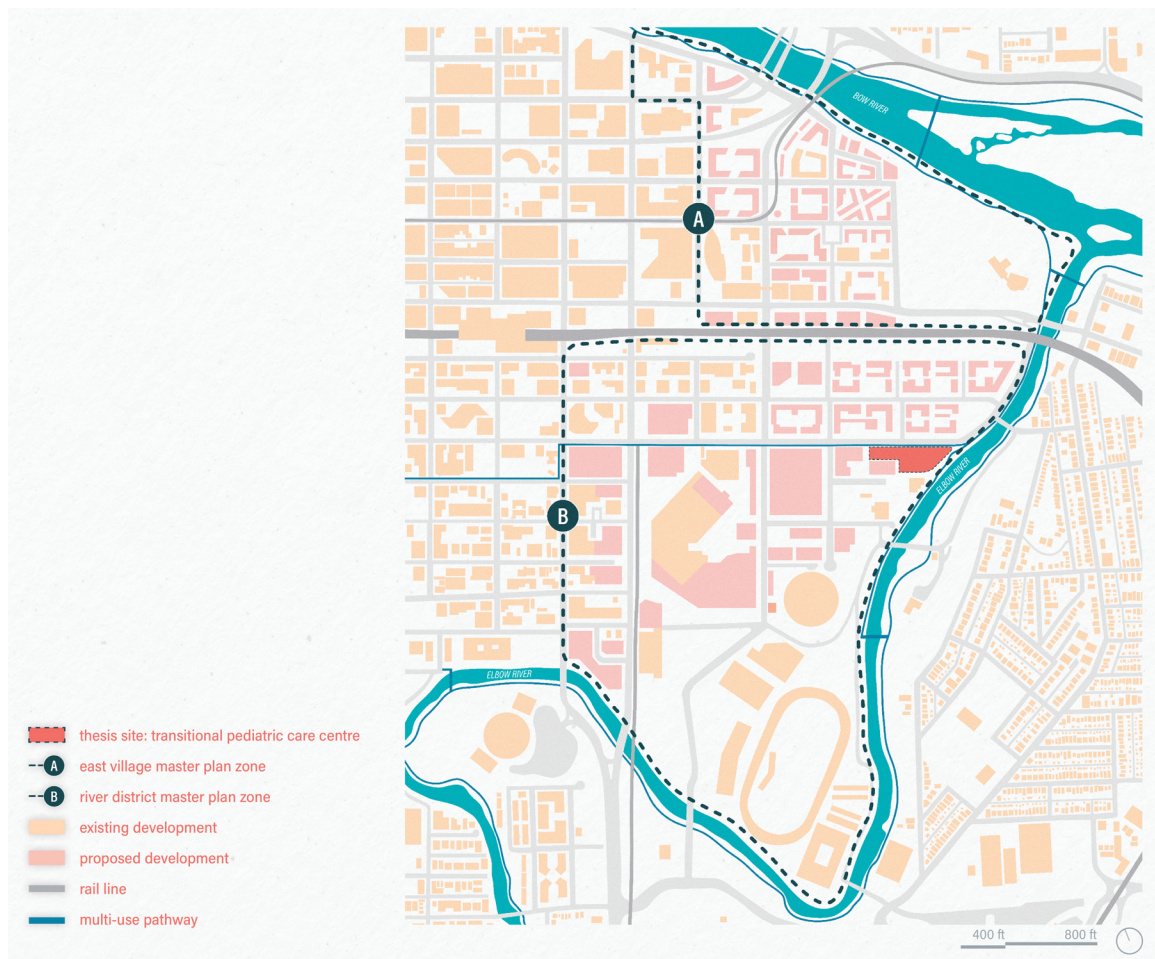 BOW RIVER
A
ELBOW RIVER
B
ELBOW RIVER
thesis site: transitional pediatric care centre
A east village master plan zone
B river district master plan zone
existing development
proposed development
rail line
multi-use pathway
400 ft 800 ft